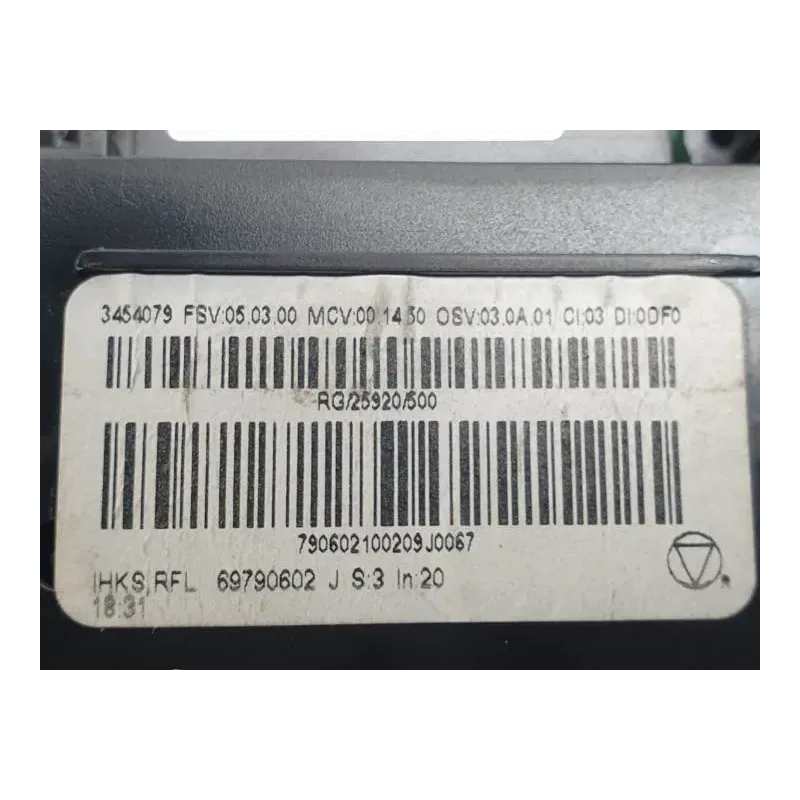 3454079 FSV:05.03.00 MCV:00.14.50 OSV:03.0A.01 CI:03 DI:0DF0
RG/25920/500
790602100209J0067
IHKS,RFL 69790602 J S:3 In:20
18:31
R